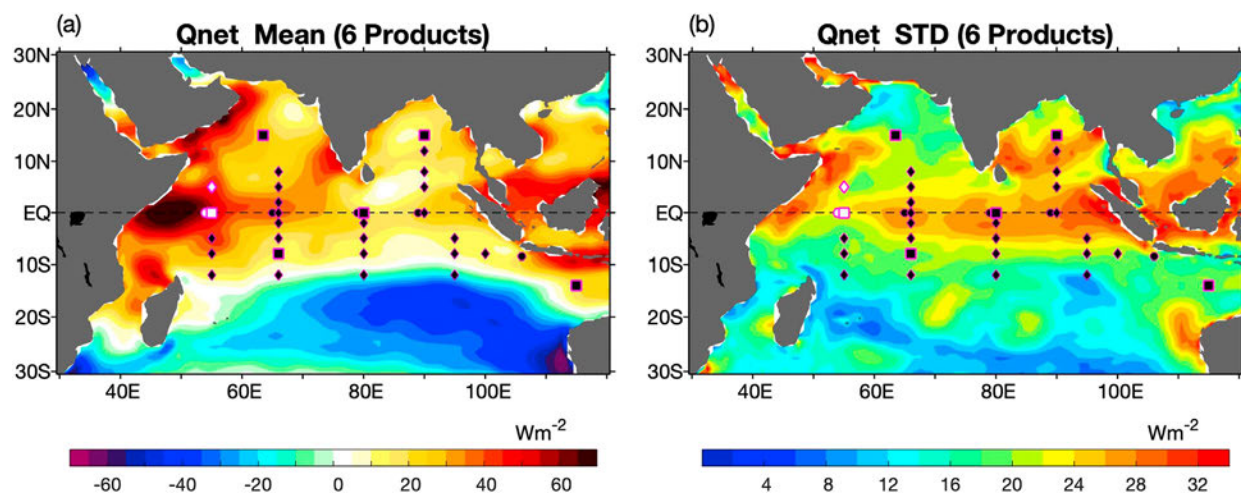 (a)
Qnet Mean (6 Products)
30N
20N
10N
EQ
10S
20S
30S
40E 60E 80E 100E
Wm-2
-60 -40 -20 0 20 40 60
(b)
Qnet STD (6 Products)
30N
20N
10N
EQ
10S
20S
30S
40E 60E 80E 100E
Wm-2
4 8 12 16 20 24 28 32